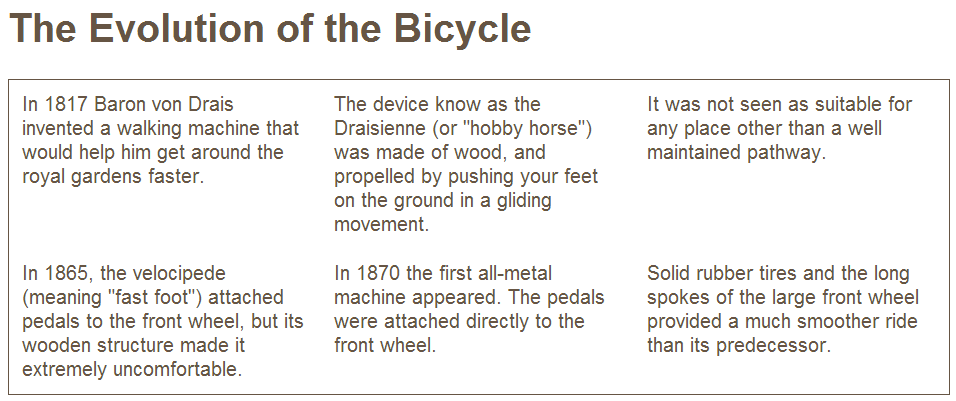 The Evolution of the Bicycle
In 1817 Baron von Drais
invented a walking machine that
would help him get around the
royal gardens faster.
The device know as the
Draisienne (or "hobby horse")
was made of wood, and
propelled by pushing your feet
on the ground in a gliding
movement.
It was not seen as suitable for
any place other than a well
maintained pathway.
In 1865, the velocipede
(meaning "fast foot") attached
pedals to the front wheel, but its
wooden structure made it
extremely uncomfortable.
In 1870 the first all-metal
machine appeared. The pedals
were attached directly to the
front wheel.
Solid rubber tires and the long
spokes of the large front wheel
provided a much smoother ride
than its predecessor.